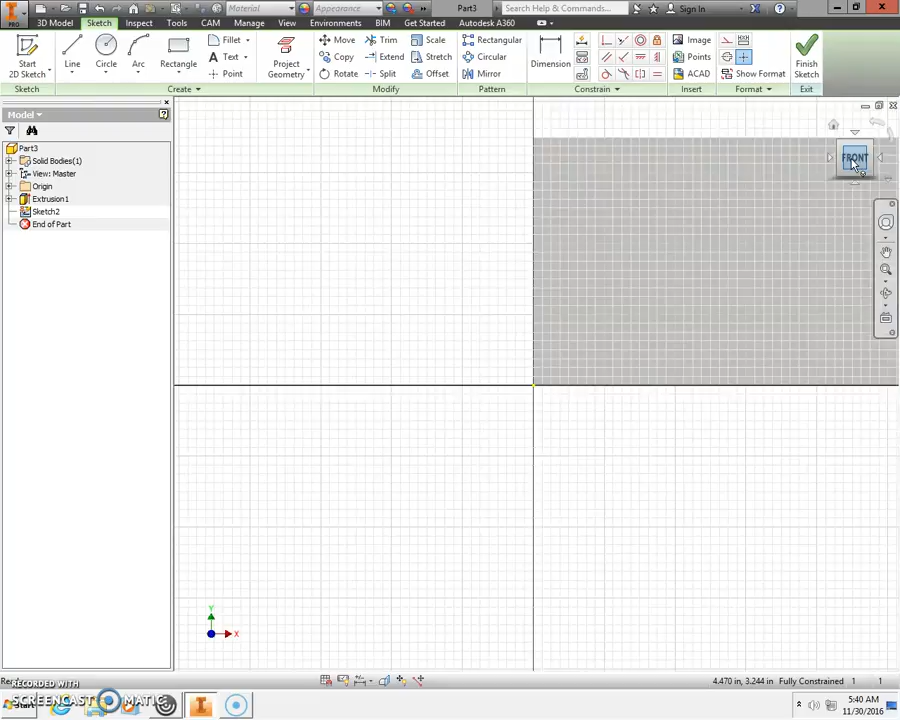 Material
Appearance
Part3
Search Help & Commands...
Sign In
PRO
3D Model
Sketch
Inspect
Tools
CAM
Manage
View
Environments
BIM
Get Started
Autodesk A360
Start
2D Sketch
Line
Circle
Arc
Rectangle
Fillet
Text
Point
Project
Geometry
Move
Copy
Rotate
Trim
Extend
Split
Scale
Stretch
Offset
Rectangular
Circular
Mirror
Dimension
Image
Points
ACAD
Show Format
Finish
Sketch
Sketch
Create
Modify
Pattern
Constrain
Insert
Format
Exit
Model
Part3
Solid Bodies(1)
View: Master
Origin
Extrusion1
Sketch2
End of Part
FRONT
Y
X
4.470 in, 3.244 in Fully Constrained 1 1
RECORDED WITH
SCREENCAST MATIC
Start
5:40 AM
11/30/2016